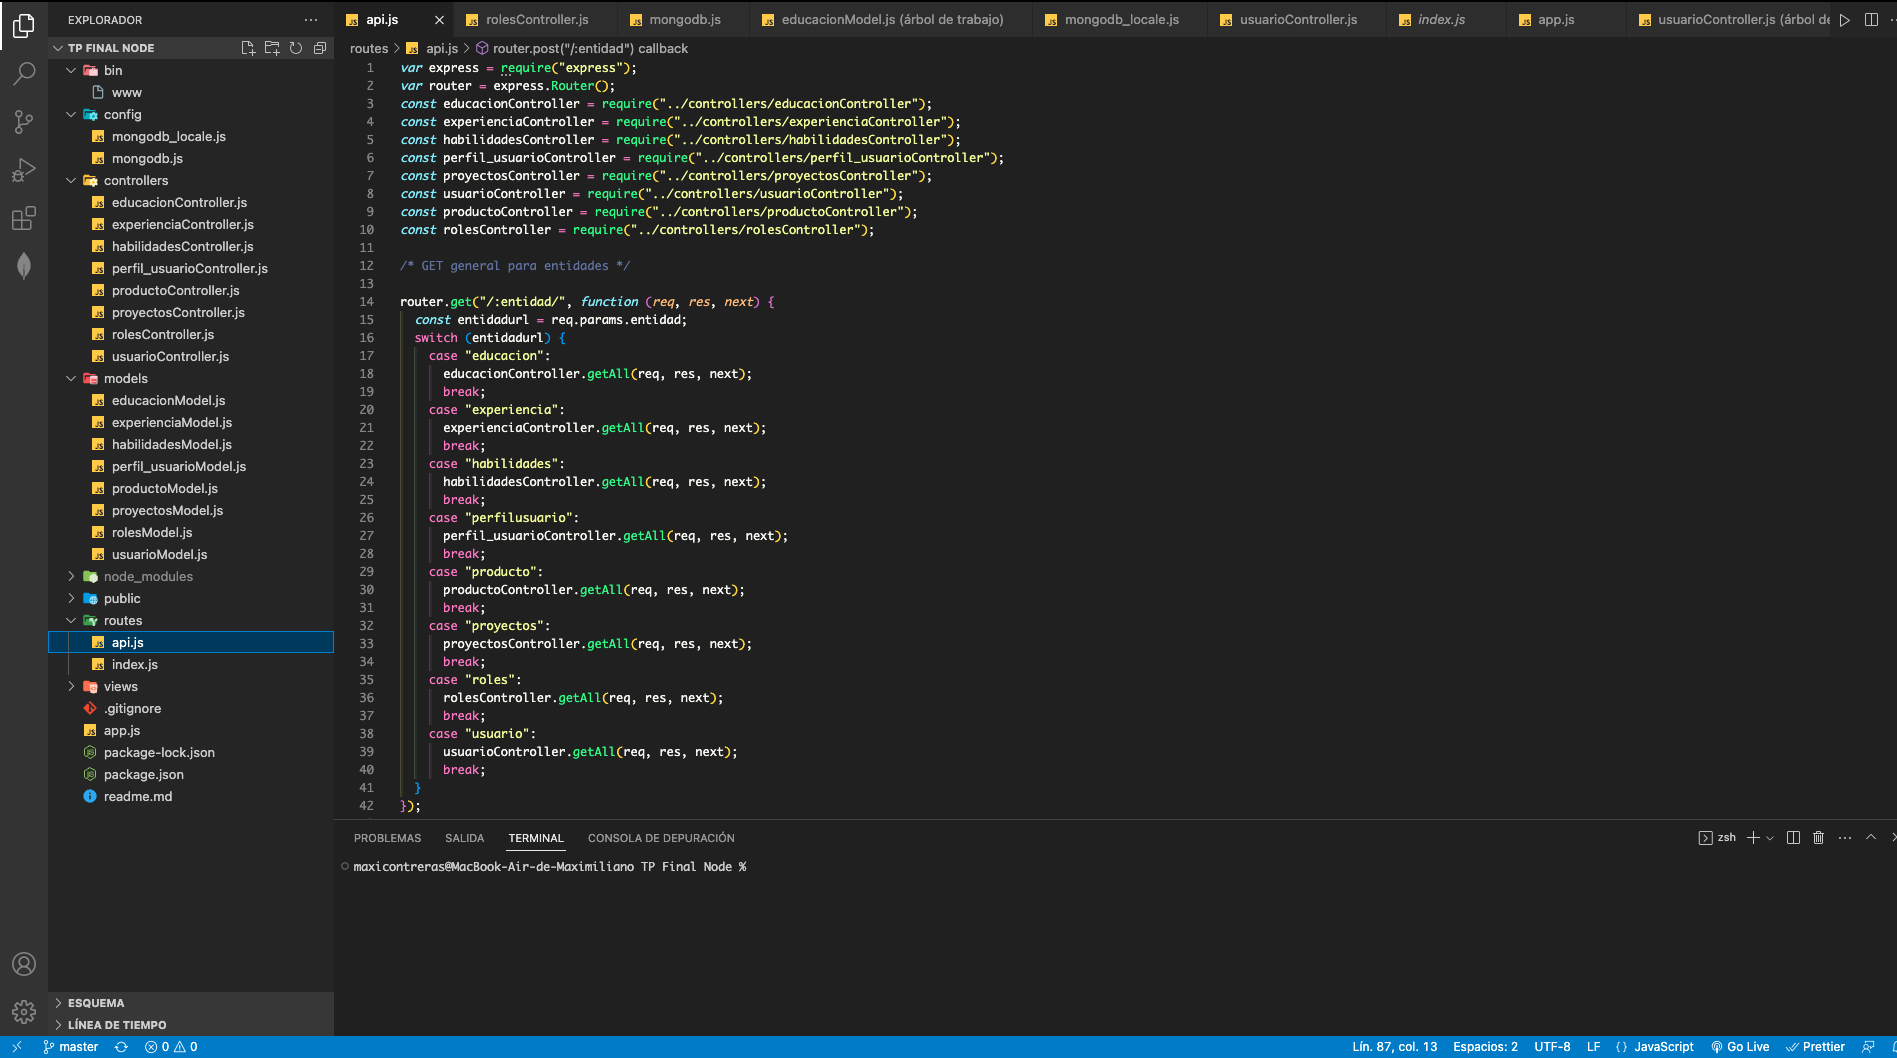 EXPLORADOR
TP FINAL NODE
bin
www
config
mongodb_locale.js
mongodb.js
controllers
educacionController.js
experienciaController.js
habilidadesController.js
perfil_usuarioController.js
productoController.js
proyectosController.js
rolesController.js
usuarioController.js
models
educacionModel.js
experienciaModel.js
habilidadesModel.js
perfil_usuarioModel.js
productoModel.js
proyectosModel.js
rolesModel.js
usuarioModel.js
node_modules
public
routes
api.js
index.js
views
.gitignore
app.js
package-lock.json
package.json
readme.md
ESQUEMA
LÍNEA DE TIEMPO
api.js rolesController.js mongodb.js educacionModel.js (árbol de trabajo) mongodb_locale.js usuarioController.js index.js app.js usuarioController.js (árbol de
routes > api.js > router.post("/:entidad") callback
1 var express = require("express");
2 var router = express.Router();
3 const educacionController = require("../controllers/educacionController");
4 const experienciaController = require("../controllers/experienciaController");
5 const habilidadesController = require("../controllers/habilidadesController");
6 const perfil_usuarioController = require("../controllers/perfil_usuarioController");
7 const proyectosController = require("../controllers/proyectosController");
8 const usuarioController = require("../controllers/usuarioController");
9 const productoController = require("../controllers/productoController");
10 const rolesController = require("../controllers/rolesController");
11
12 /* GET general para entidades */
13
14 router.get("/:entidad/", function (req, res, next) {
15 const entidadurl = req.params.entidad;
16 switch (entidadurl) {
17 case "educacion":
18 educacionController.getAll(req, res, next);
19 break;
20 case "experiencia":
21 experienciaController.getAll(req, res, next);
22 break;
23 case "habilidades":
24 habilidadesController.getAll(req, res, next);
25 break;
26 case "perfilusuario":
27 perfil_usuarioController.getAll(req, res, next);
28 break;
29 case "producto":
30 productoController.getAll(req, res, next);
31 break;
32 case "proyectos":
33 proyectosController.getAll(req, res, next);
34 break;
35 case "roles":
36 rolesController.getAll(req, res, next);
37 break;
38 case "usuario":
39 usuarioController.getAll(req, res, next);
40 break;
41 }
42 });
PROBLEMAS SALIDA TERMINAL CONSOLA DE DEPURACIÓN zsh
maxicontreras@MacBook-Air-de-Maximiliano TP Final Node %
master 0 0 Lín. 87, col. 13 Espacios: 2 UTF-8 LF {} JavaScript Go Live Prettier